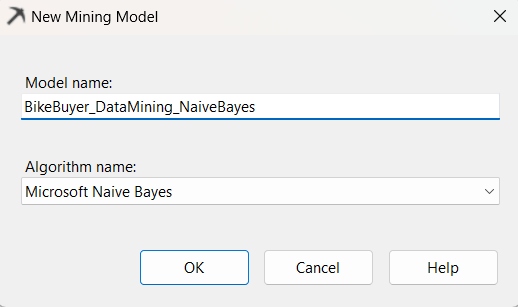 New Mining Model
Model name:
BikeBuyer_DataMining_NaiveBayes
Algorithm name:
Microsoft Naive Bayes
OK Cancel Help